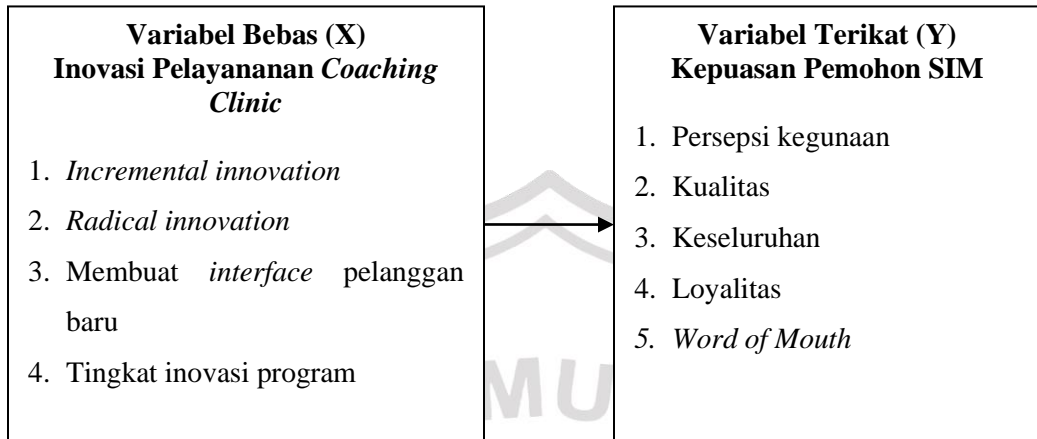 Variabel Bebas (X)
Inovasi Pelayananan Coaching
Clinic
1. Incremental innovation
2. Radical innovation
3. Membuat interface pelanggan
baru
4. Tingkat inovasi program
Variabel Terikat (Y)
Kepuasan Pemohon SIM
1. Persepsi kegunaan
2. Kualitas
3. Keseluruhan
4. Loyalitas
5. Word of Mouth
MU